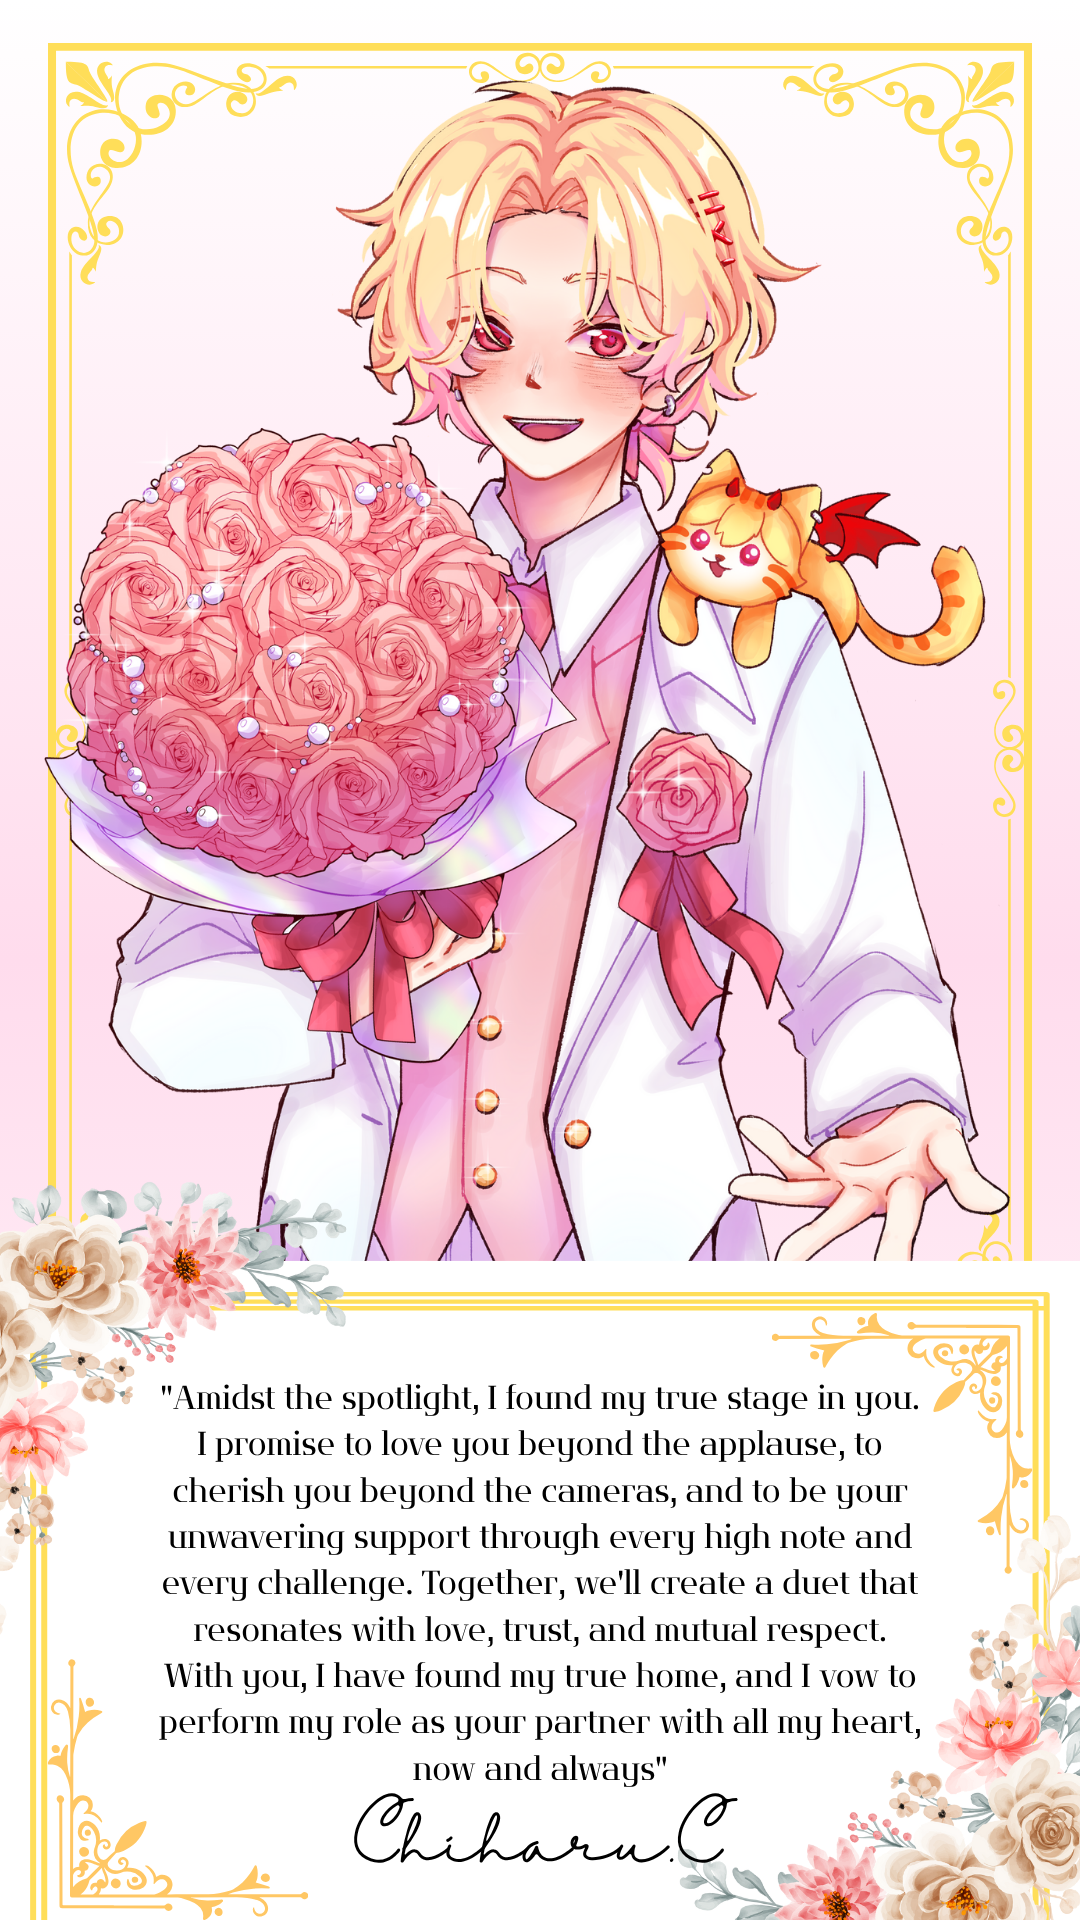 "Amidst the spotlight, I found my true stage in you.
I promise to love you beyond the applause, to
cherish you beyond the cameras, and to be your
unwavering support through every high note and
every challenge. Together, we'll create a duet that
resonates with love, trust, and mutual respect.
With you, I have found my true home, and I vow to
perform my role as your partner with all my heart,
now and always"
Chiharu.C